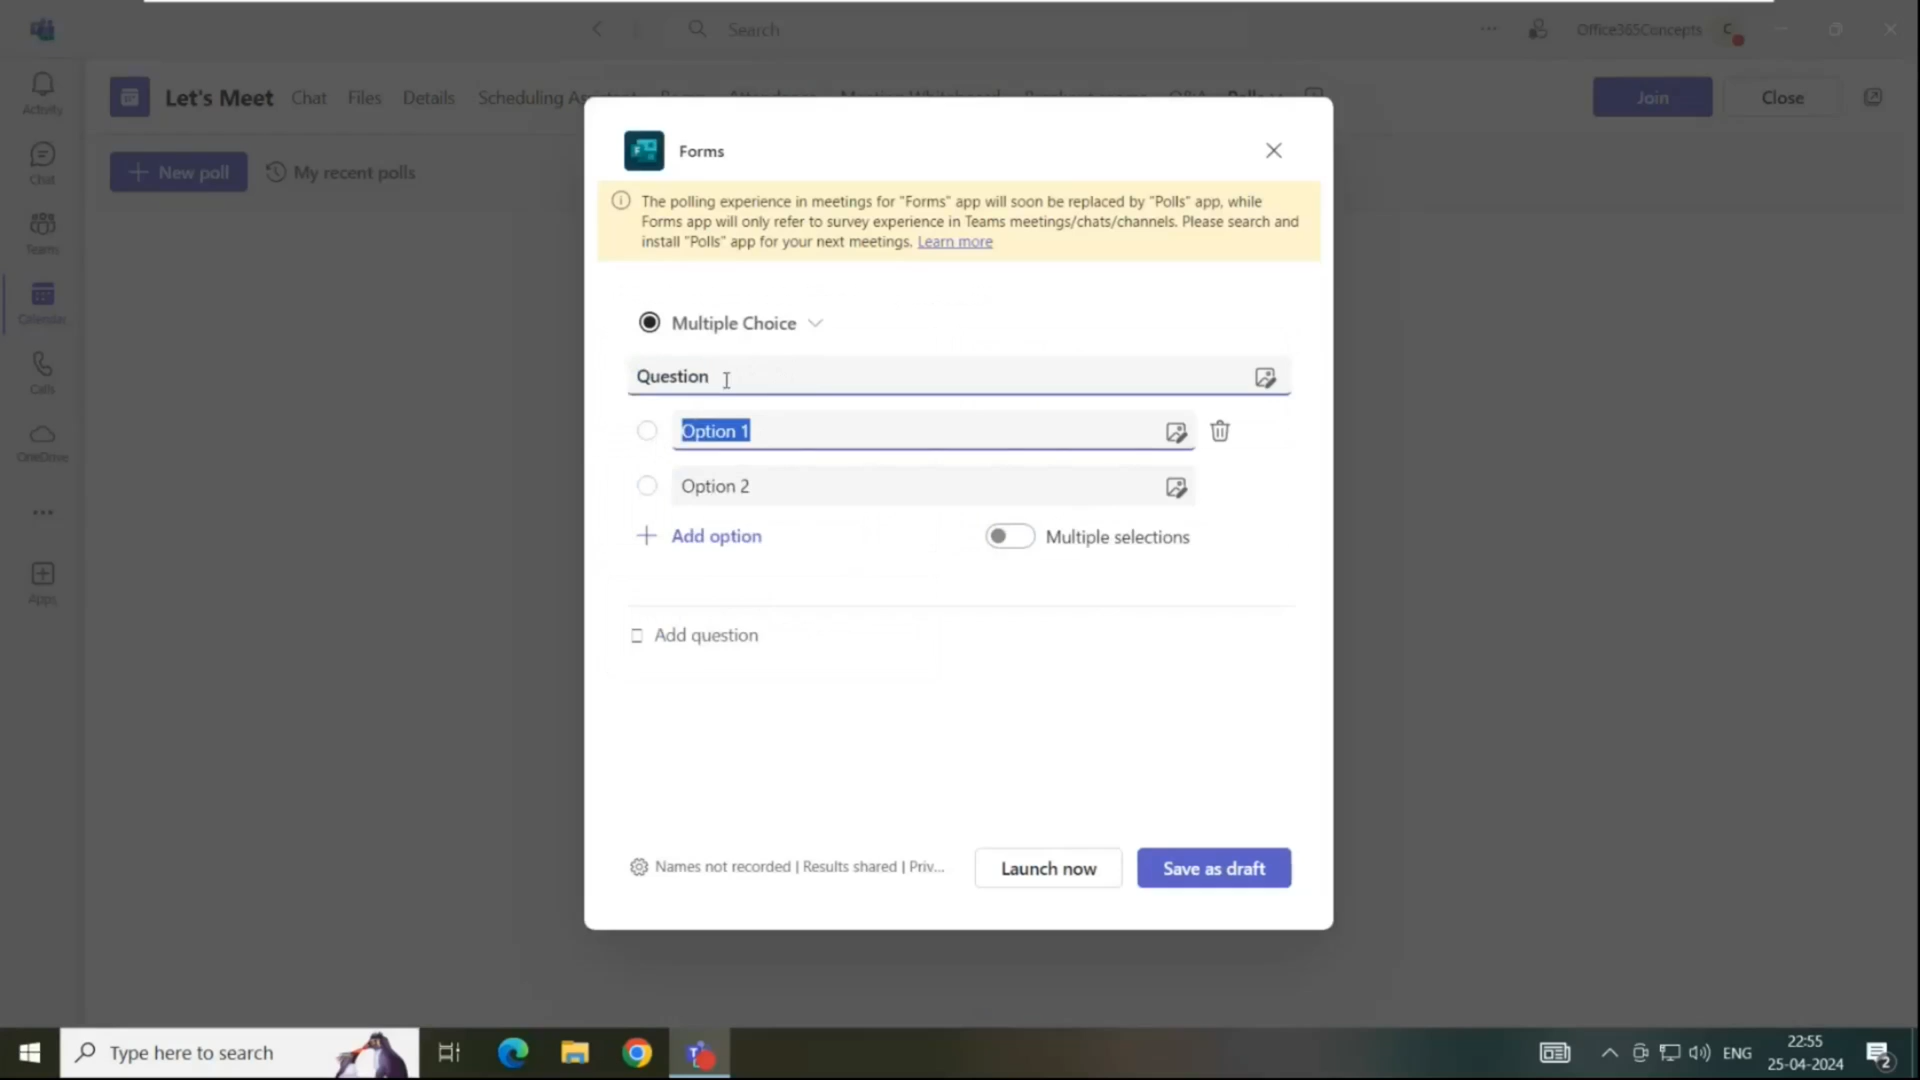 Search
Office365Concepts
C
Activity
Chat
Teams
Calendar
Calls
OneDrive
Apps
Let's Meet Chat Files Details Scheduling
Join
Close
New poll
My recent polls
Forms
The polling experience in meetings for "Forms" app will soon be replaced by "Polls" app, while
Forms app will only refer to survey experience in Teams meetings/chats/channels. Please search and
install "Polls" app for your next meetings. Learn more
Multiple Choice
Question
Option 1
Option 2
Add option
Multiple selections
Add question
Names not recorded | Results shared | Priv...
Launch now
Save as draft
Type here to search
ENG
22:55
25-04-2024
2